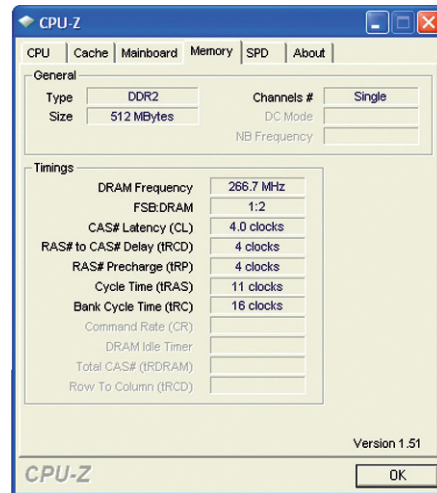 CPU-Z
CPU Cache Mainboard Memory SPD About
General
Type DDR2 Channels # Single
Size 512 MBytes DC Mode
NB Frequency
Timings
DRAM Frequency 266.7 MHz
FSB:DRAM 1:2
CAS# Latency (CL) 4.0 clocks
RAS# to CAS# Delay (tRCD) 4 clocks
RAS# Precharge (tRP) 4 clocks
Cycle Time (tRAS) 11 clocks
Bank Cycle Time (tRC) 16 clocks
Command Rate (CR)
DRAM Idle Timer
Total CAS# (tRDRAM)
Row To Column (tRCD)
Version 1.51
CPU-Z OK